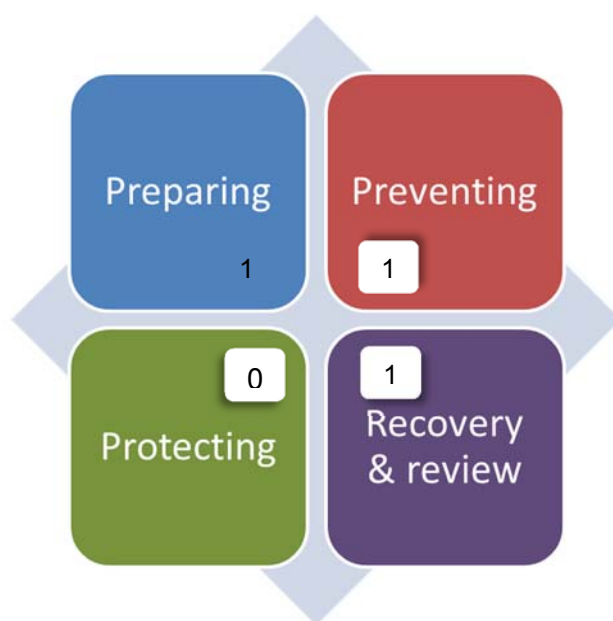 Preparing
Preventing
1
1
0
1
Protecting
Recovery
& review